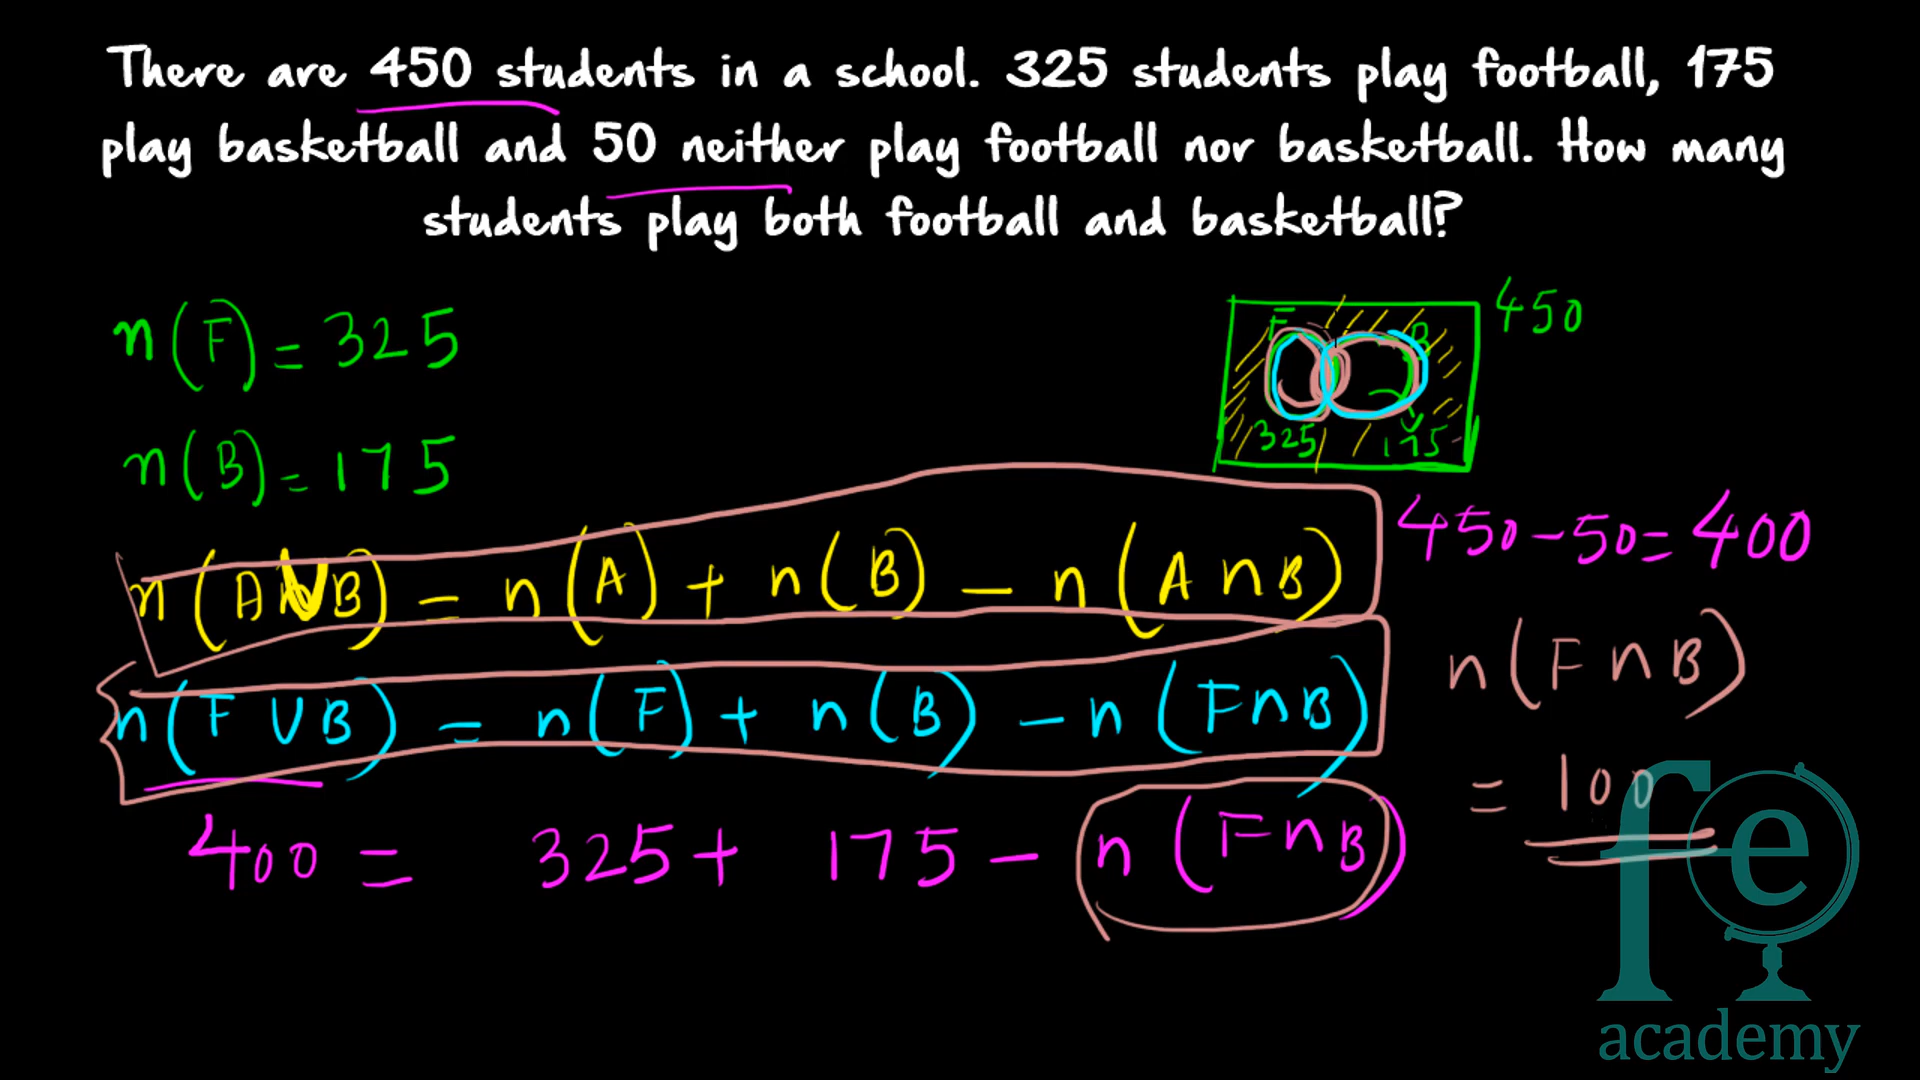 There are 450 students in a school. 325 students play football, 175
play basketball and 50 neither play football nor basketball. How many
students play both football and basketball?
n(F) = 325
F
B
450
325
175
n(B) = 175
450-50=400
n(A∪B) = n(A) + n(B) - n(A∩B)
n(F∩B)
n(F∪B) = n(F) + n(B) - n(F∩B)
= 100
400 = 325 + 175 - n(F∩B)
fe
academy